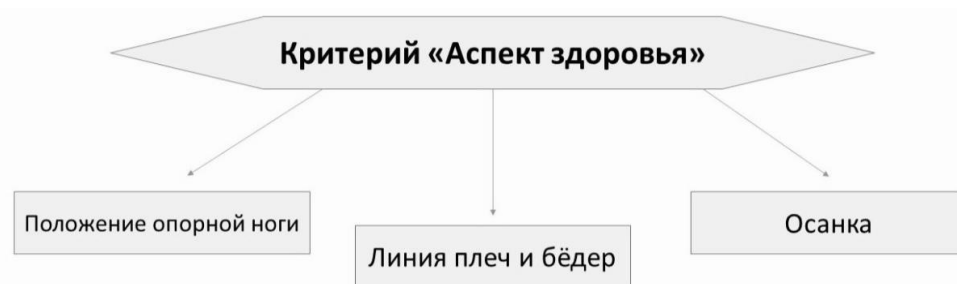 Критерий «Аспект здоровья»
Положение опорной ноги
Линия плеч и бёдер
Осанка